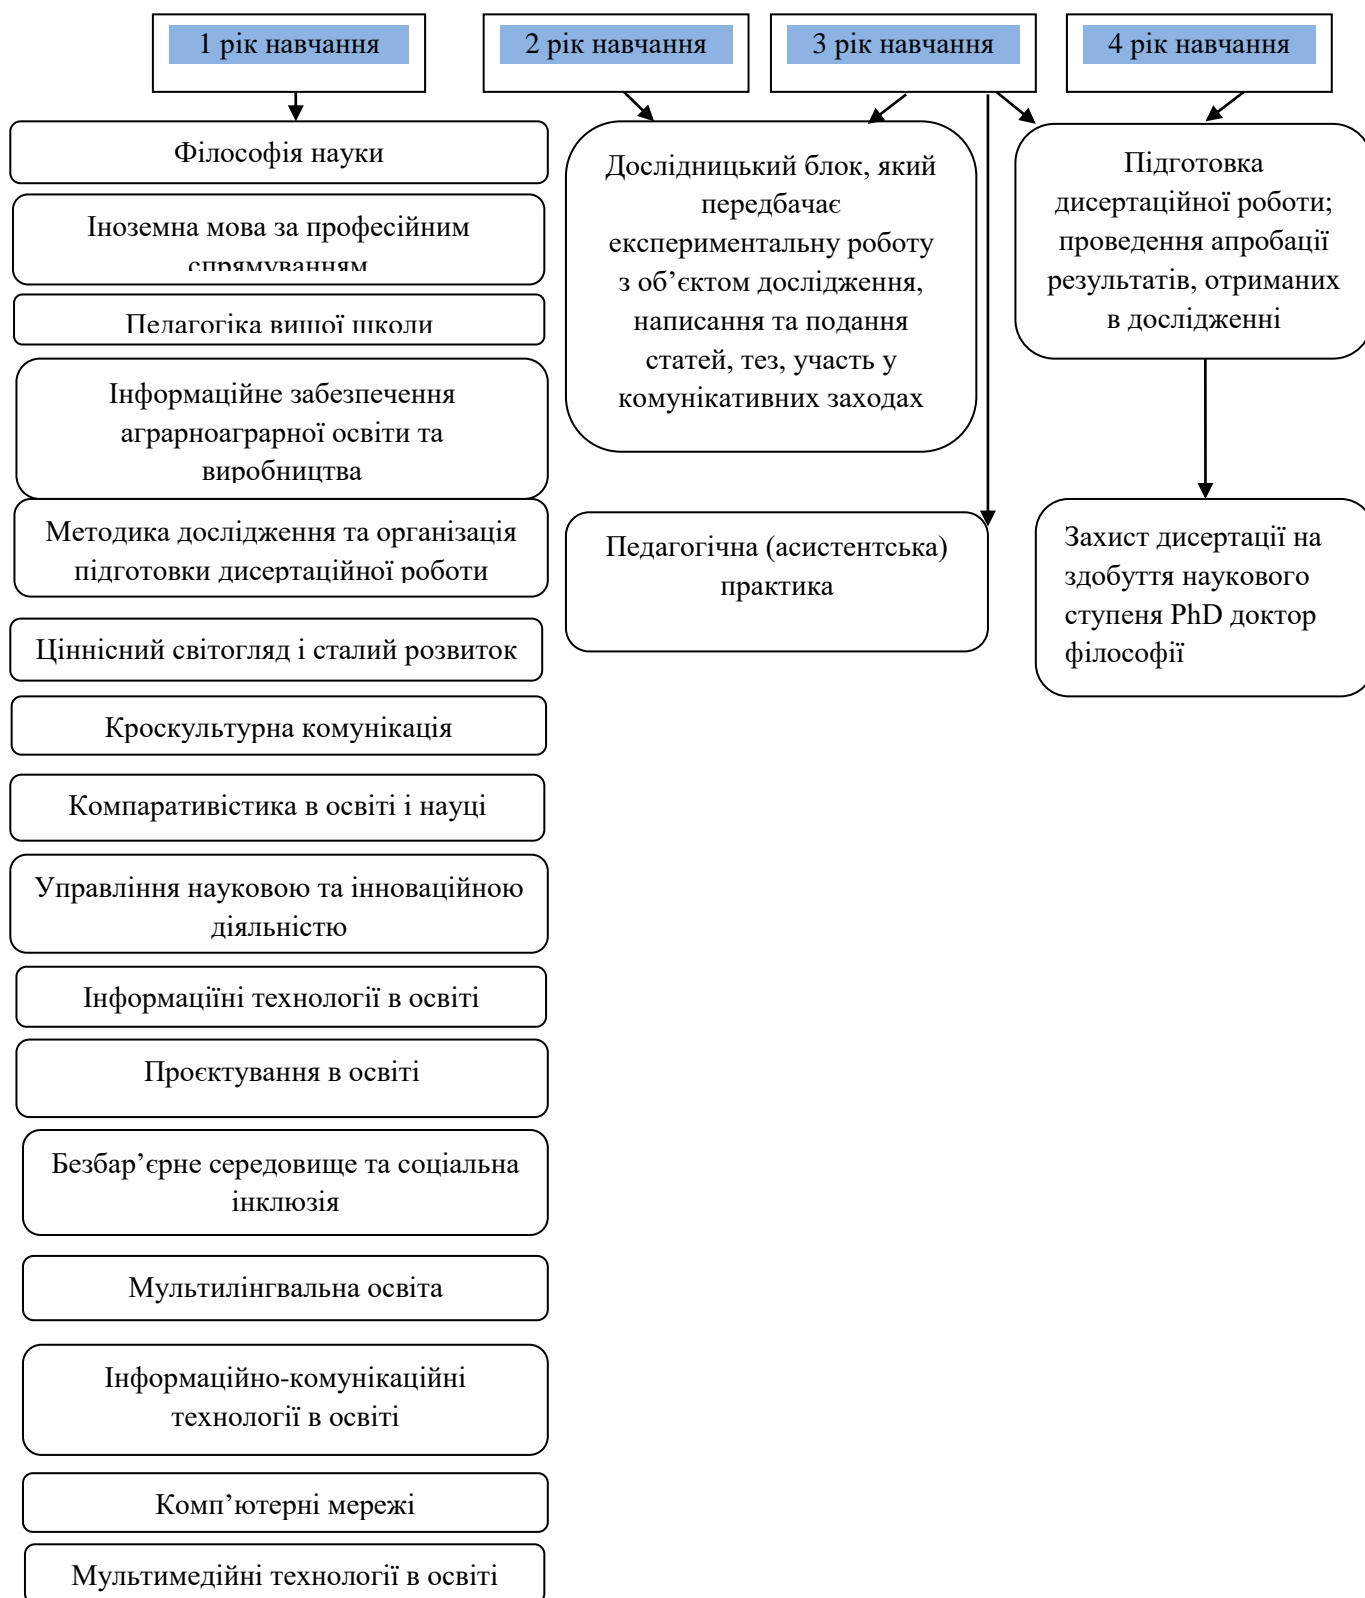 1 рік навчання
2 рік навчання
3 рік навчання
4 рік навчання
Філософія науки
Іноземна мова за професійним
спрямуванням
Педагогіка вищої школи
Інформаційне забезпечення
аграрноаграрної освіти та
виробництва
Методика дослідження та організація
підготовки дисертаційної роботи
Ціннісний світогляд і сталий розвиток
Кроскультурна комунікація
Компаративістика в освіті і науці
Управління науковою та інноваційною
діяльністю
Інформаціїні технології в освіті
Проєктування в освіті
Безбар’єрне середовище та соціальна
інклюзія
Мультилінгвальна освіта
Інформаційно-комунікаційні
технології в освіті
Комп’ютерні мережі
Мультимедійні технології в освіті
Дослідницький блок, який
передбачає
експериментальну роботу
з об’єктом дослідження,
написання та подання
статей, тез, участь у
комунікативних заходах
Педагогічна (асистентська)
практика
Підготовка
дисертаційної роботи;
проведення апробації
результатів, отриманих
в дослідженні
Захист дисертації на
здобуття наукового
ступеня PhD доктор
філософії